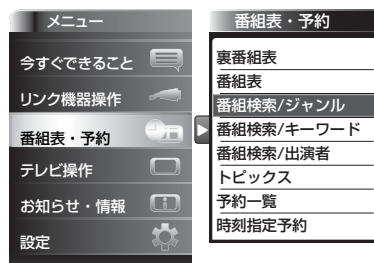 メニュー
今すぐできること
リンク機器操作
番組表・予約
テレビ操作
お知らせ・情報
設定
番組表・予約
裏番組表
番組表
番組検索/ジャンル
番組検索/キーワード
番組検索/出演者
トピックス
予約一覧
時刻指定予約